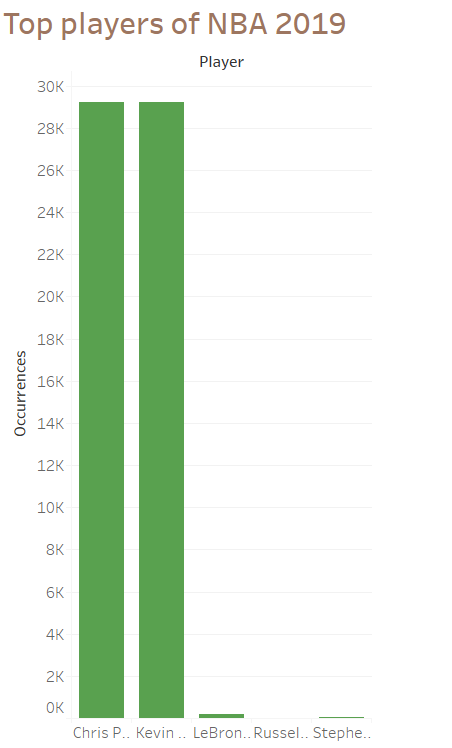 Top players of NBA 2019
Player
30K
28K
26K
24K
22K
20K
18K
16K
14K
12K
10K
8K
6K
4K
2K
0K
Occurrences
Chris P.. Kevin .. LeBron.. Russel.. Stephe..